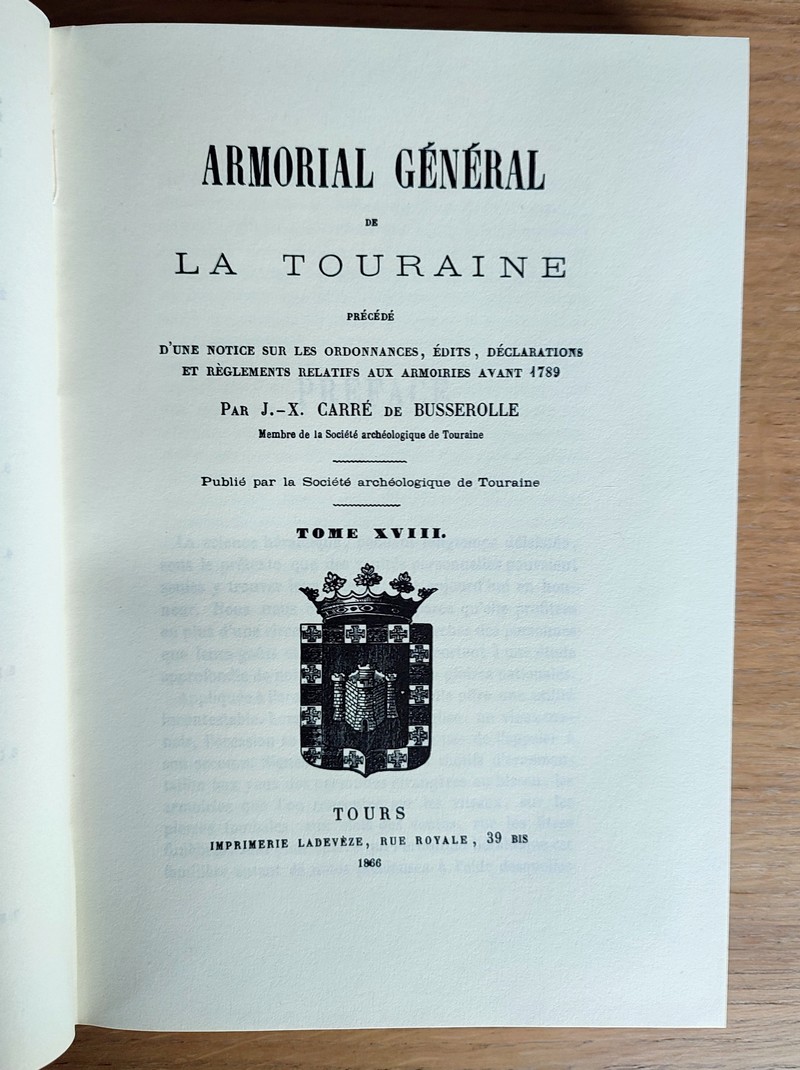 ARMORIAL GÉNÉRAL
DE
LA TOURAINE
PRÉCÉDÉ
D'UNE NOTICE SUR LES ORDONNANCES, ÉDITS, DÉCLARATIONS
ET RÈGLEMENTS RELATIFS AUX ARMOIRIES AVANT 1789
PAR J.-X. CARRÉ DE BUSSEROLLE
Membre de la Société archéologique de Touraine
Publié par la Société archéologique de Touraine
TOME XVIII.
TOURS
IMPRIMERIE LADEVÈZE, RUE ROYALE, 39 BIS
1866